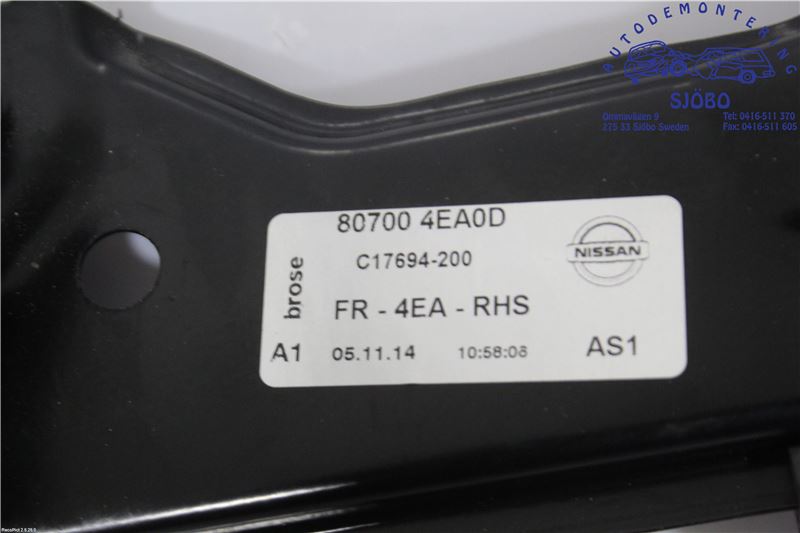 AUTODEMONTERING
SJÖBO
Ommavägen 9
275 33 Sjöbo Sweden
Tel: 0416-511 370
Fax: 0416-511 605
80700 4EA0D
C17694-200
NISSAN
brose
FR - 4EA - RHS
A1
05.11.14
10:58:08
AS1